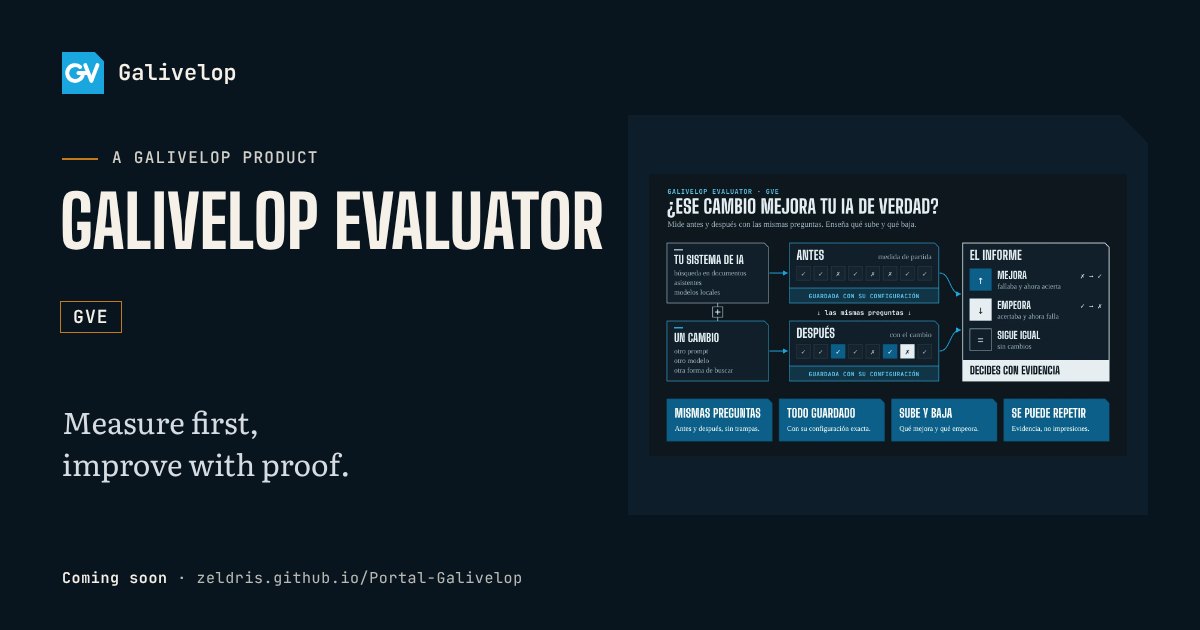 GV Galivelop
A GALIVELOP PRODUCT
GALIVELOP EVALUATOR
GVE
Measure first,
improve with proof.
Coming soon · zeldris.github.io/Portal-Galivelop
GALIVELOP EVALUATOR · GVE
¿ESE CAMBIO MEJORA TU IA DE VERDAD?
Mide antes y después con las mismas preguntas. Enseña qué sube y qué baja.
TU SISTEMA DE IA
búsqueda en documentos
asistentes
modelos locales
+
UN CAMBIO
otro prompt
otro modelo
otra forma de buscar
ANTES medida de partida
✓ ✓ ✗ ✓ ✗ ✗ ✓ ✓
GUARDADA CON SU CONFIGURACIÓN
↓ las mismas preguntas ↓
DESPUÉS con el cambio
✓ ✓ ✓ ✓ ✗ ✓ ✗ ✓
GUARDADA CON SU CONFIGURACIÓN
EL INFORME
↑ MEJORA ✗ → ✓
fallaba y ahora acierta
↓ EMPEORA ✓ → ✗
acertaba y ahora falla
= SIGUE IGUAL
sin cambios
DECIDES CON EVIDENCIA
MISMAS PREGUNTAS
Antes y después, sin trampas.
TODO GUARDADO
Con su configuración exacta.
SUBE Y BAJA
Qué mejora y qué empeora.
SE PUEDE REPETIR
Evidencia, no impresiones.